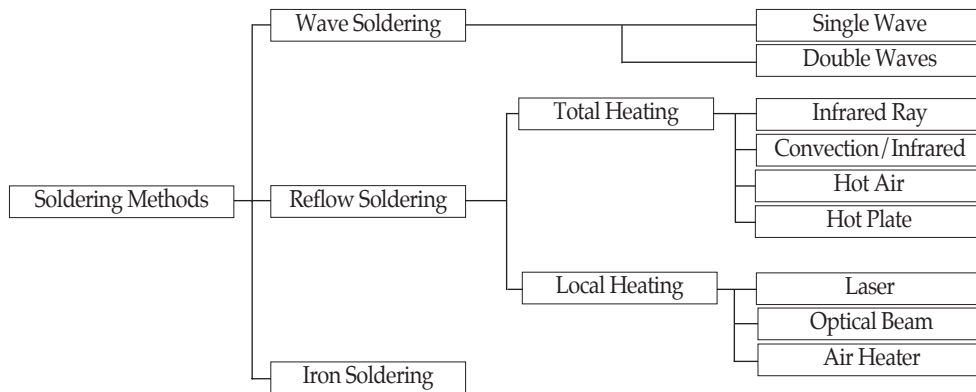 Wave Soldering
Single Wave
Double Waves
Total Heating
Infrared Ray
Convection/Infrared
Hot Air
Hot Plate
Soldering Methods
Reflow Soldering
Local Heating
Laser
Optical Beam
Air Heater
Iron Soldering